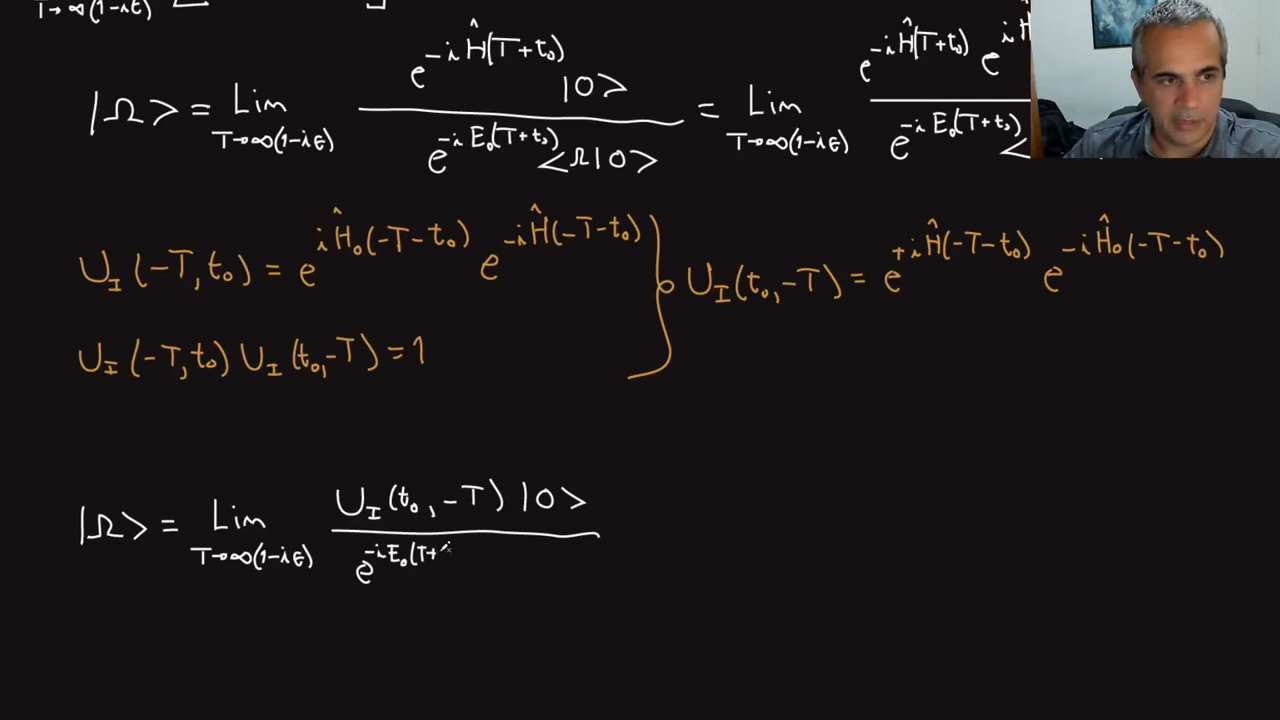 T→∞(1-iε)
|Ω> = Lim_{T→∞(1-iε)} e^{-iĤ(T+t₀)} |0> / e^{-iE₀(T+t₀)} <Ω|0> = Lim_{T→∞(1-iε)} e^{-iĤ(T+t₀)} e^{iĤ / e^{-iE₀(T+t₀)} <
U_I(-T,t₀) = e^{iĤ₀(-T-t₀)} e^{-iĤ(-T-t₀)}
U_I(-T,t₀) U_I(t₀,-T) = 1
U_I(t₀,-T) = e^{+iĤ(-T-t₀)} e^{-iĤ₀(-T-t₀)}
|Ω> = Lim_{T→∞(1-iε)} U_I(t₀,-T) |0> / e^{-iE₀(T+